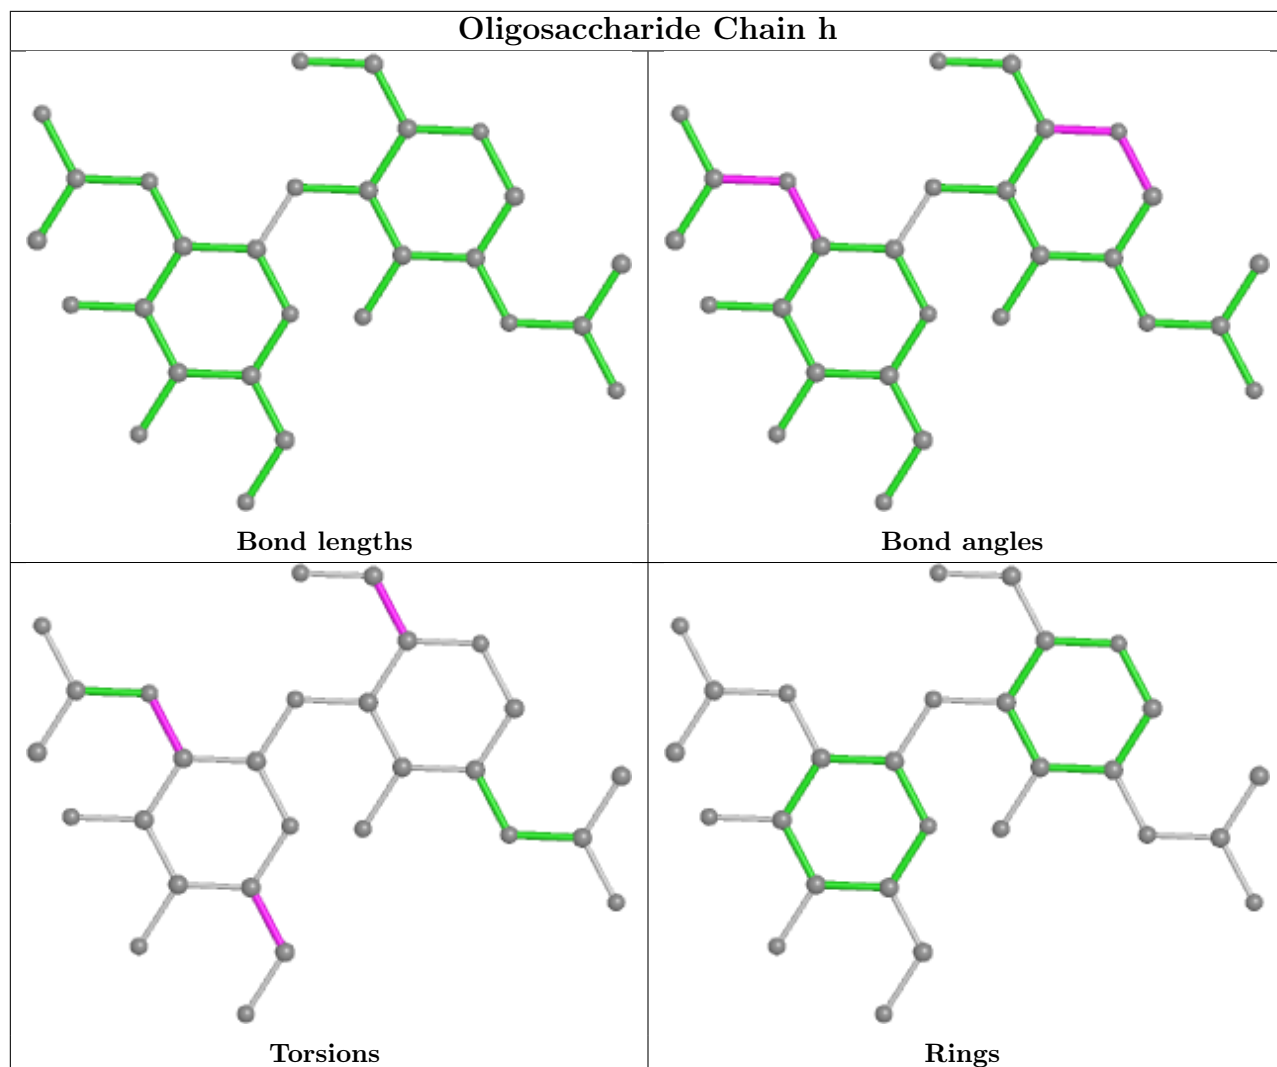 Oligosaccharide Chain h
Bond lengths
Bond angles
Torsions
Rings